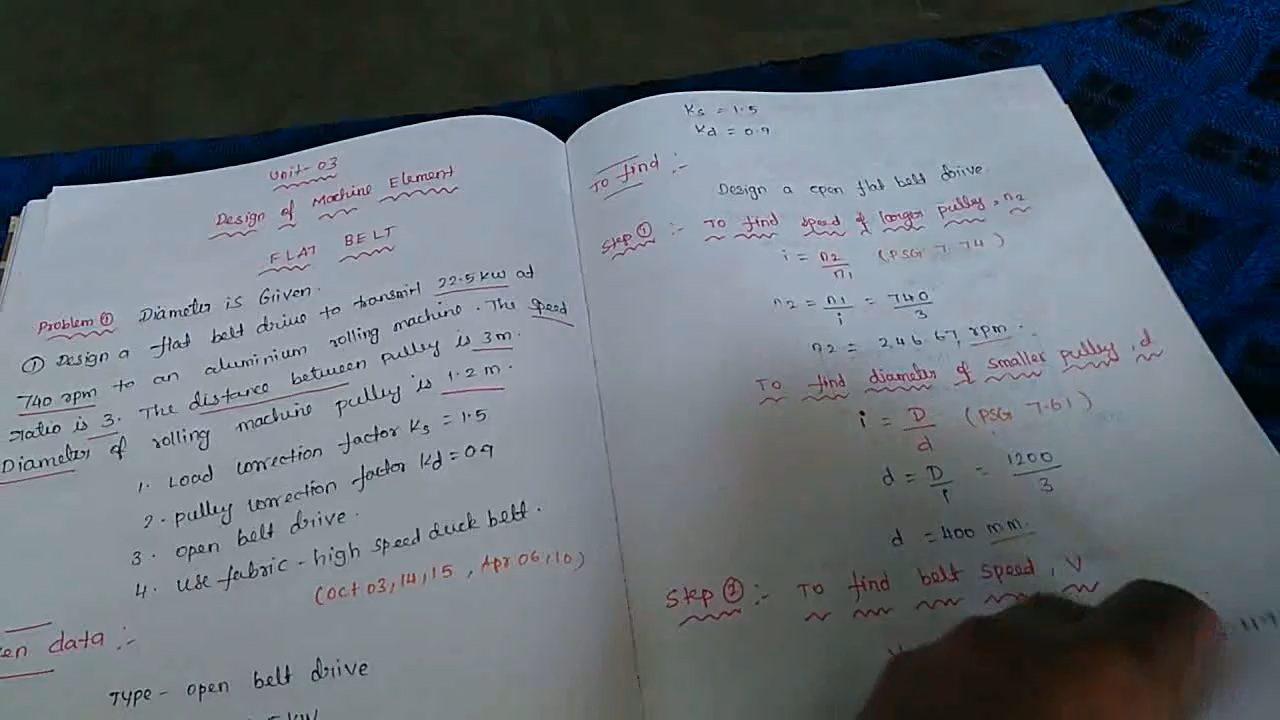 Unit-03
Design of Machine Element
FLAT BELT
Problem ① Diameter is Given.
① Design a flat belt drive to transmit 22.5 kW at
740 rpm to an aluminium rolling machine. The speed
ratio is 3. The distance between pulley is 3m.
Diameter of rolling machine pulley is 1.2 m.
1. Load correction factor Ks = 1.5
2. pulley correction factor Kd = 0.9
3. open belt drive.
4. Use fabric - high speed duck belt.
(Oct 03, 14, 15, Apr 06, 10)
en data :-
Type - open belt drive
5 kW
Ks = 1.5
Kd = 0.9
To find :-
Design a open flat belt drive
Step ① :- To find speed of larger pulley, n2
i = n2/n1 (PSG 7.74)
n2 = n1/i = 740/3
n2 = 246.67 rpm.
To find diameter of smaller pulley, d
i = D/d (PSG 7.61)
d = D/i = 1200/3
d = 400 mm.
Step ② :- To find belt speed, V